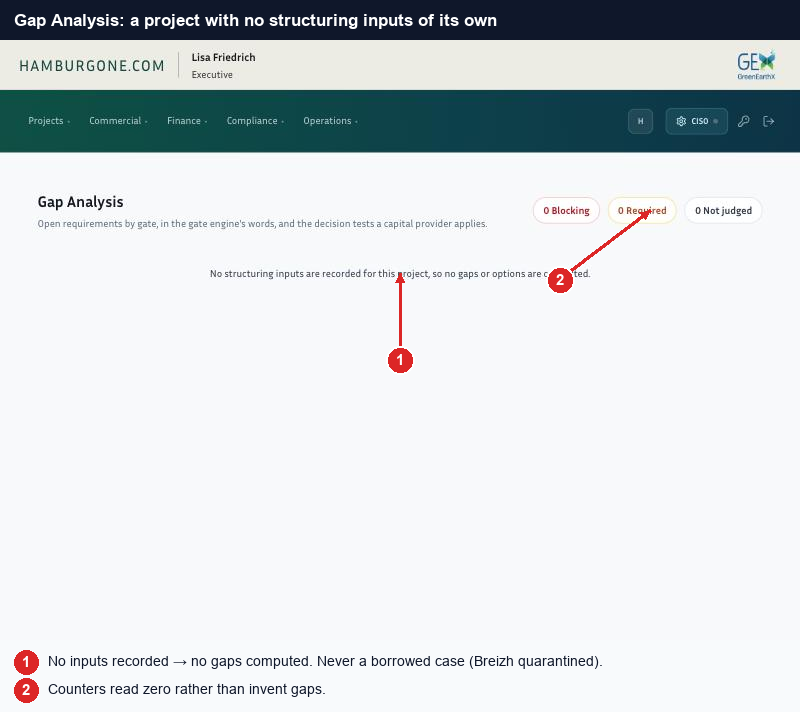 Gap Analysis: a project with no structuring inputs of its own
HAMBURGONE.COM
Lisa Friedrich
Executive
GEX
GreenEarthX
Projects
Commercial
Finance
Compliance
Operations
H
CISO
Gap Analysis
Open requirements by gate, in the gate engine's words, and the decision tests a capital provider applies.
0 Blocking
0 Required
0 Not judged
No structuring inputs are recorded for this project, so no gaps or options are
2
1
1 No inputs recorded → no gaps computed. Never a borrowed case (Breizh quarantined).
2 Counters read zero rather than invent gaps.